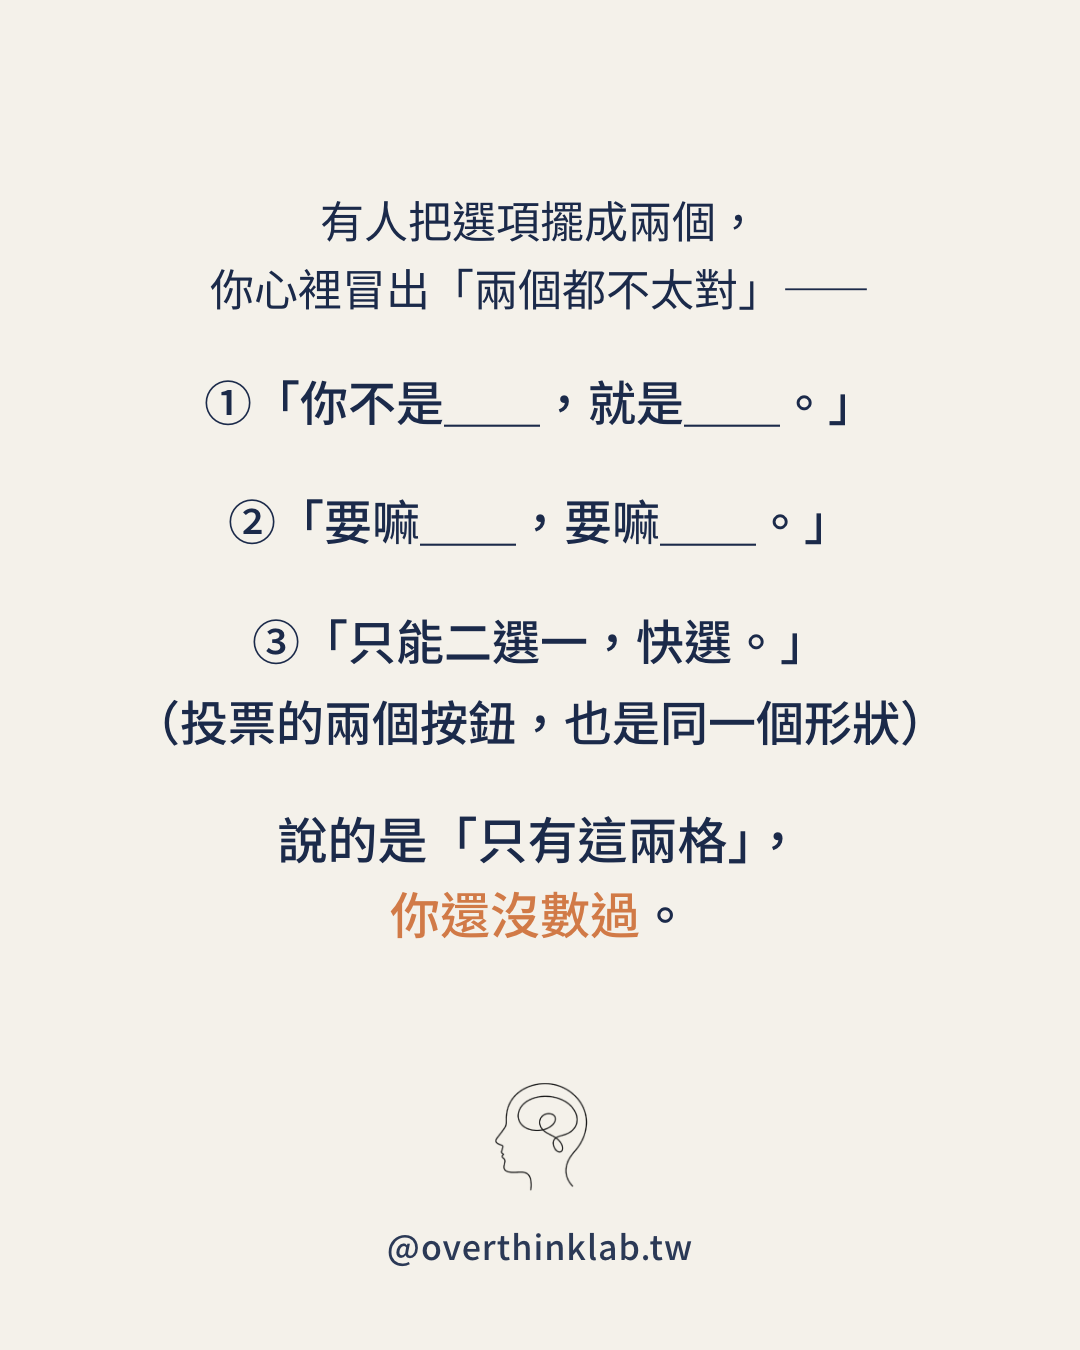 有人把選項擺成兩個，
你心裡冒出「兩個都不太對」——
①「你不是____，就是____。」
②「要嘛____，要嘛____。」
③「只能二選一，快選。」
（投票的兩個按鈕，也是同一個形狀）
說的是「只有這兩格」，
你還沒數過。
@overthinklab.tw